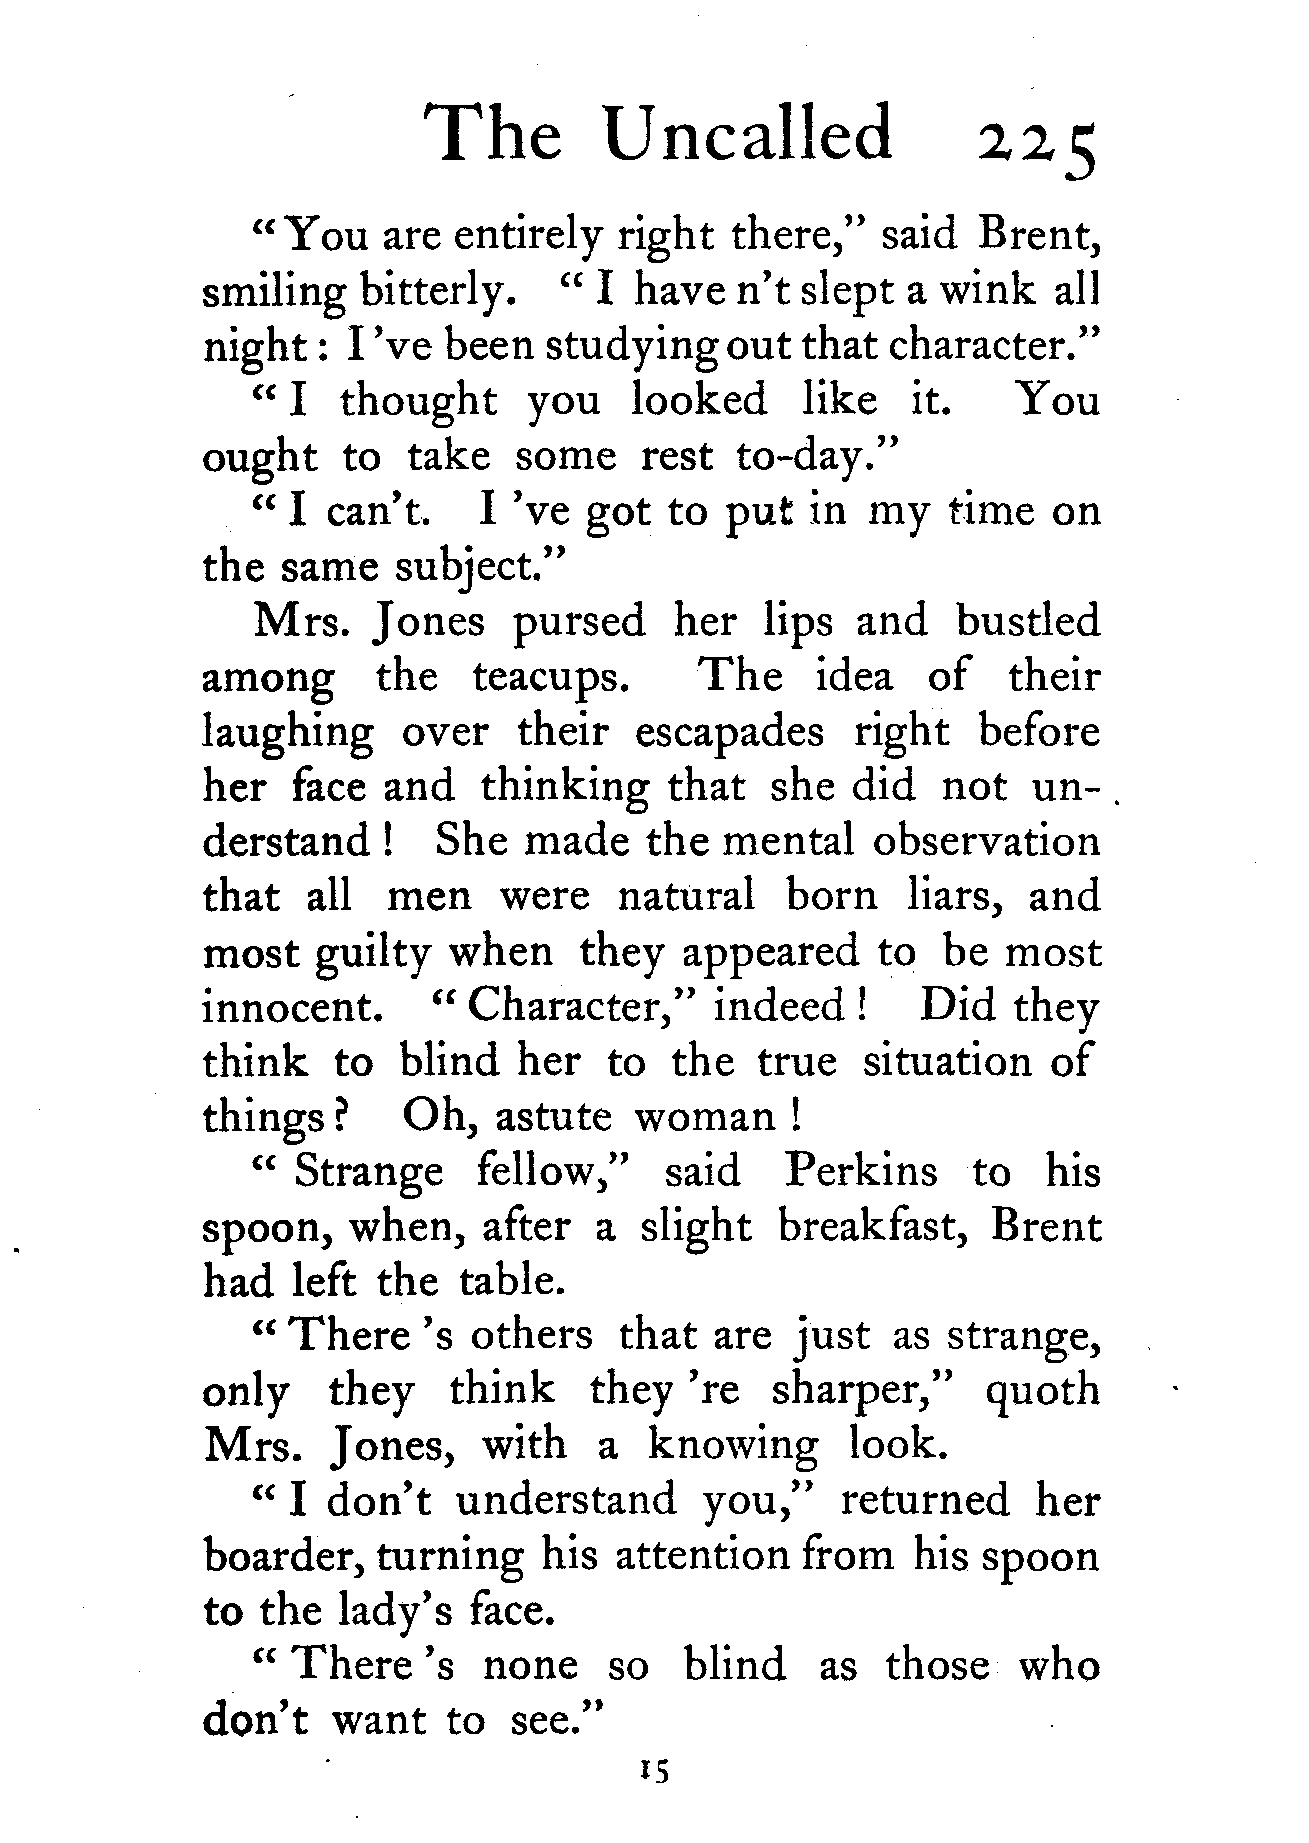 The Uncalled 225
"You are entirely right there," said Brent,
smiling bitterly. "I have n't slept a wink all
night: I 've been studying out that character."
"I thought you looked like it. You
ought to take some rest to-day."
"I can't. I 've got to put in my time on
the same subject."
Mrs. Jones pursed her lips and bustled
among the teacups. The idea of their
laughing over their escapades right before
her face and thinking that she did not un-
derstand! She made the mental observation
that all men were natural born liars, and
most guilty when they appeared to be most
innocent. "Character," indeed! Did they
think to blind her to the true situation of
things? Oh, astute woman!
"Strange fellow," said Perkins to his
spoon, when, after a slight breakfast, Brent
had left the table.
"There 's others that are just as strange,
only they think they 're sharper," quoth
Mrs. Jones, with a knowing look.
"I don't understand you," returned her
boarder, turning his attention from his spoon
to the lady's face.
"There 's none so blind as those who
don't want to see."
15